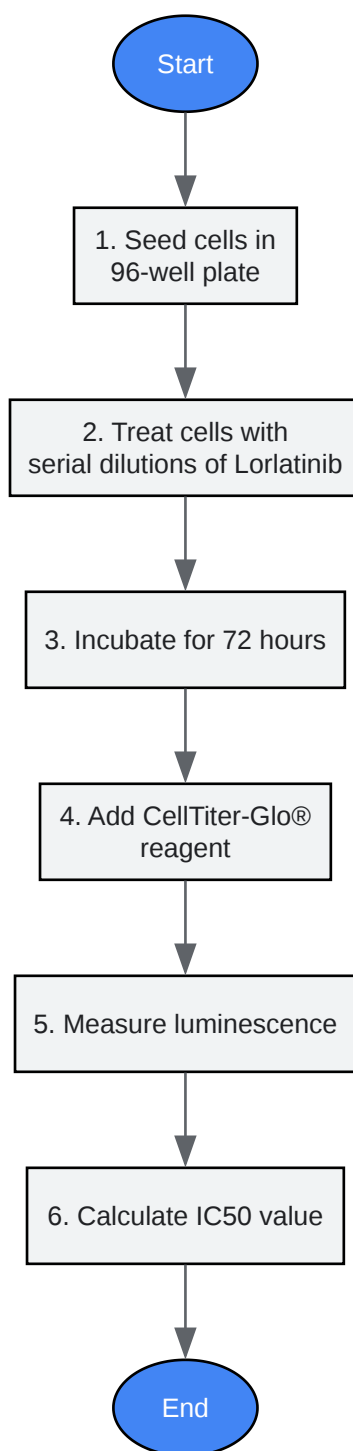 Start
1. Seed cells in
96-well plate
2. Treat cells with
serial dilutions of Lorlatinib
3. Incubate for 72 hours
4. Add CellTiter-Glo®
reagent
5. Measure luminescence
6. Calculate IC50 value
End